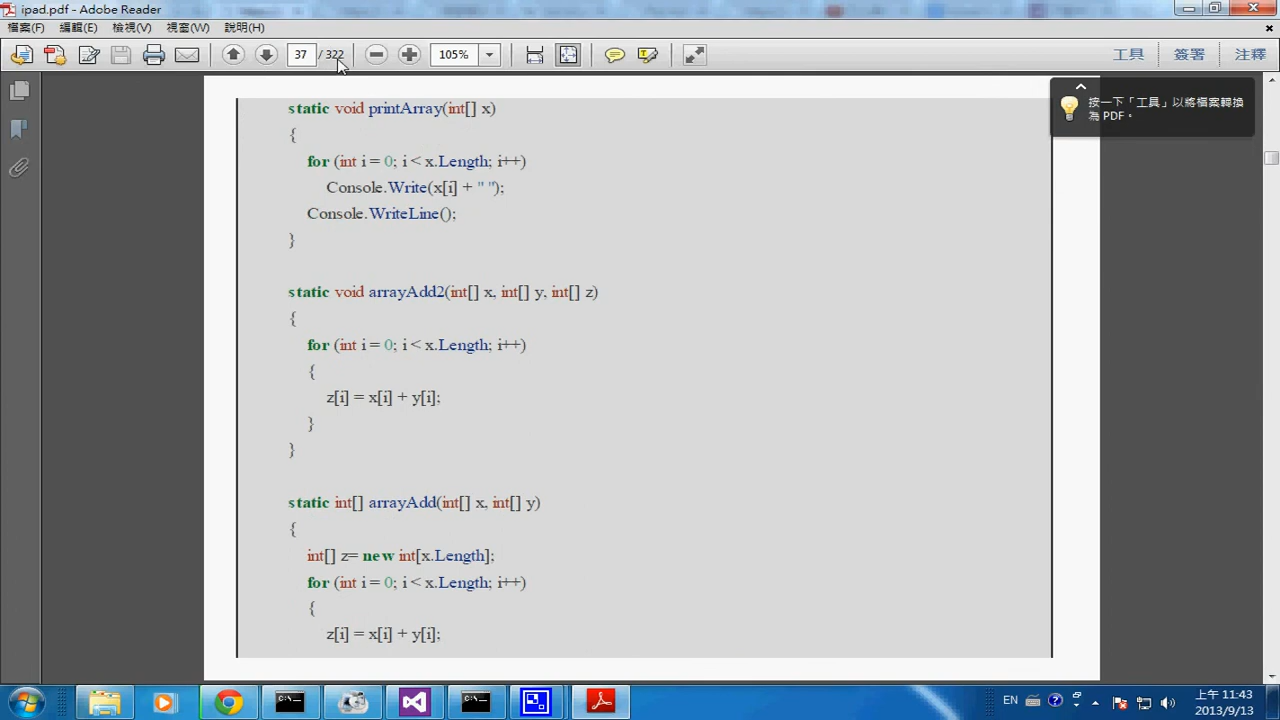 ipad.pdf - Adobe Reader
檔案(F) 編輯(E) 檢視(V) 視窗(W) 說明(H)
37 / 322 105% 工具 簽署 註釋
按一下「工具」以將檔案轉換
為 PDF。
static void printArray(int[] x)
{
for (int i = 0; i < x.Length; i++)
Console.Write(x[i] + " ");
Console.WriteLine();
}
static void arrayAdd2(int[] x, int[] y, int[] z)
{
for (int i = 0; i < x.Length; i++)
{
z[i] = x[i] + y[i];
}
}
static int[] arrayAdd(int[] x, int[] y)
{
int[] z= new int[x.Length];
for (int i = 0; i < x.Length; i++)
{
z[i] = x[i] + y[i];
EN
上午 11:43
2013/9/13